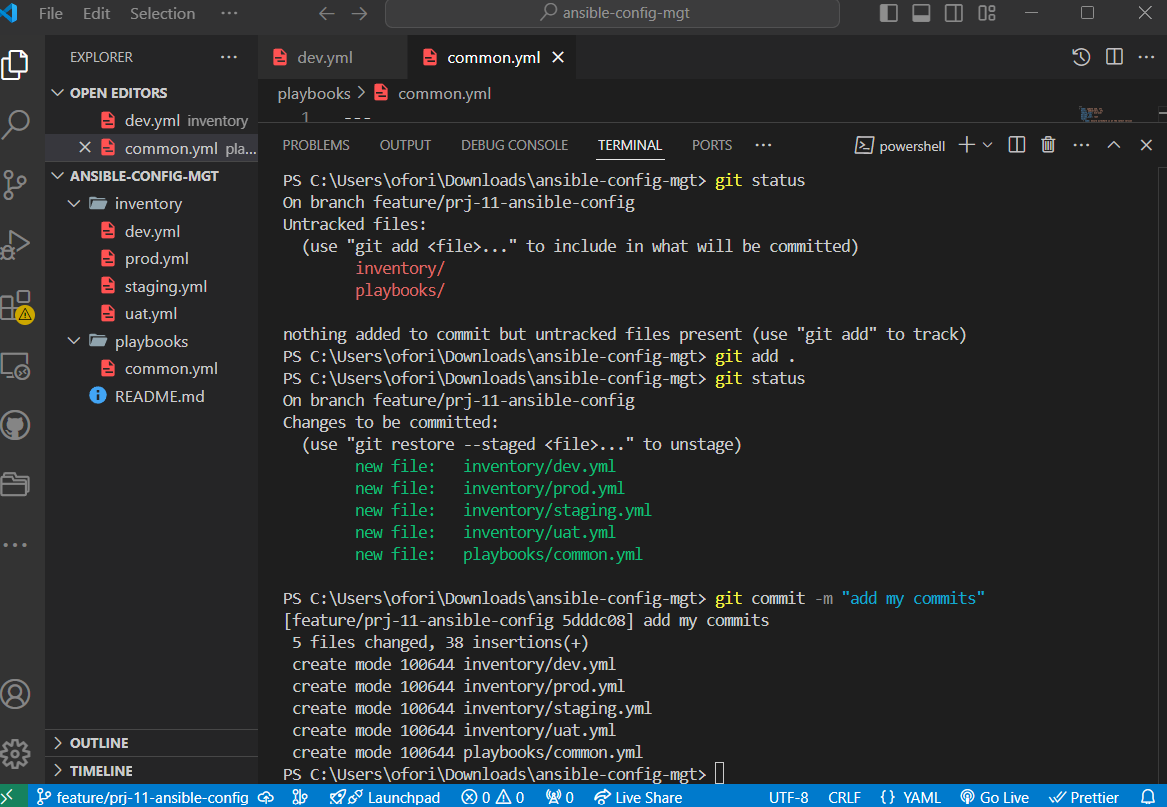 File Edit Selection ···
ansible-config-mgt
EXPLORER ···
OPEN EDITORS
dev.yml inventory
common.yml pla...
ANSIBLE-CONFIG-MGT
inventory
dev.yml
prod.yml
staging.yml
uat.yml
playbooks
common.yml
README.md
OUTLINE
TIMELINE
dev.yml
common.yml
playbooks > common.yml
1 ---
PROBLEMS OUTPUT DEBUG CONSOLE TERMINAL PORTS ···
powershell
PS C:\Users\ofori\Downloads\ansible-config-mgt> git status
On branch feature/prj-11-ansible-config
Untracked files:
(use "git add <file>..." to include in what will be committed)
inventory/
playbooks/
nothing added to commit but untracked files present (use "git add" to track)
PS C:\Users\ofori\Downloads\ansible-config-mgt> git add .
PS C:\Users\ofori\Downloads\ansible-config-mgt> git status
On branch feature/prj-11-ansible-config
Changes to be committed:
(use "git restore --staged <file>..." to unstage)
new file:   inventory/dev.yml
new file:   inventory/prod.yml
new file:   inventory/staging.yml
new file:   inventory/uat.yml
new file:   playbooks/common.yml
PS C:\Users\ofori\Downloads\ansible-config-mgt> git commit -m "add my commits"
[feature/prj-11-ansible-config 5dddc08] add my commits
5 files changed, 38 insertions(+)
create mode 100644 inventory/dev.yml
create mode 100644 inventory/prod.yml
create mode 100644 inventory/staging.yml
create mode 100644 inventory/uat.yml
create mode 100644 playbooks/common.yml
PS C:\Users\ofori\Downloads\ansible-config-mgt>
feature/prj-11-ansible-config Launchpad 0 0 0 Live Share UTF-8 CRLF {} YAML Go Live Prettier